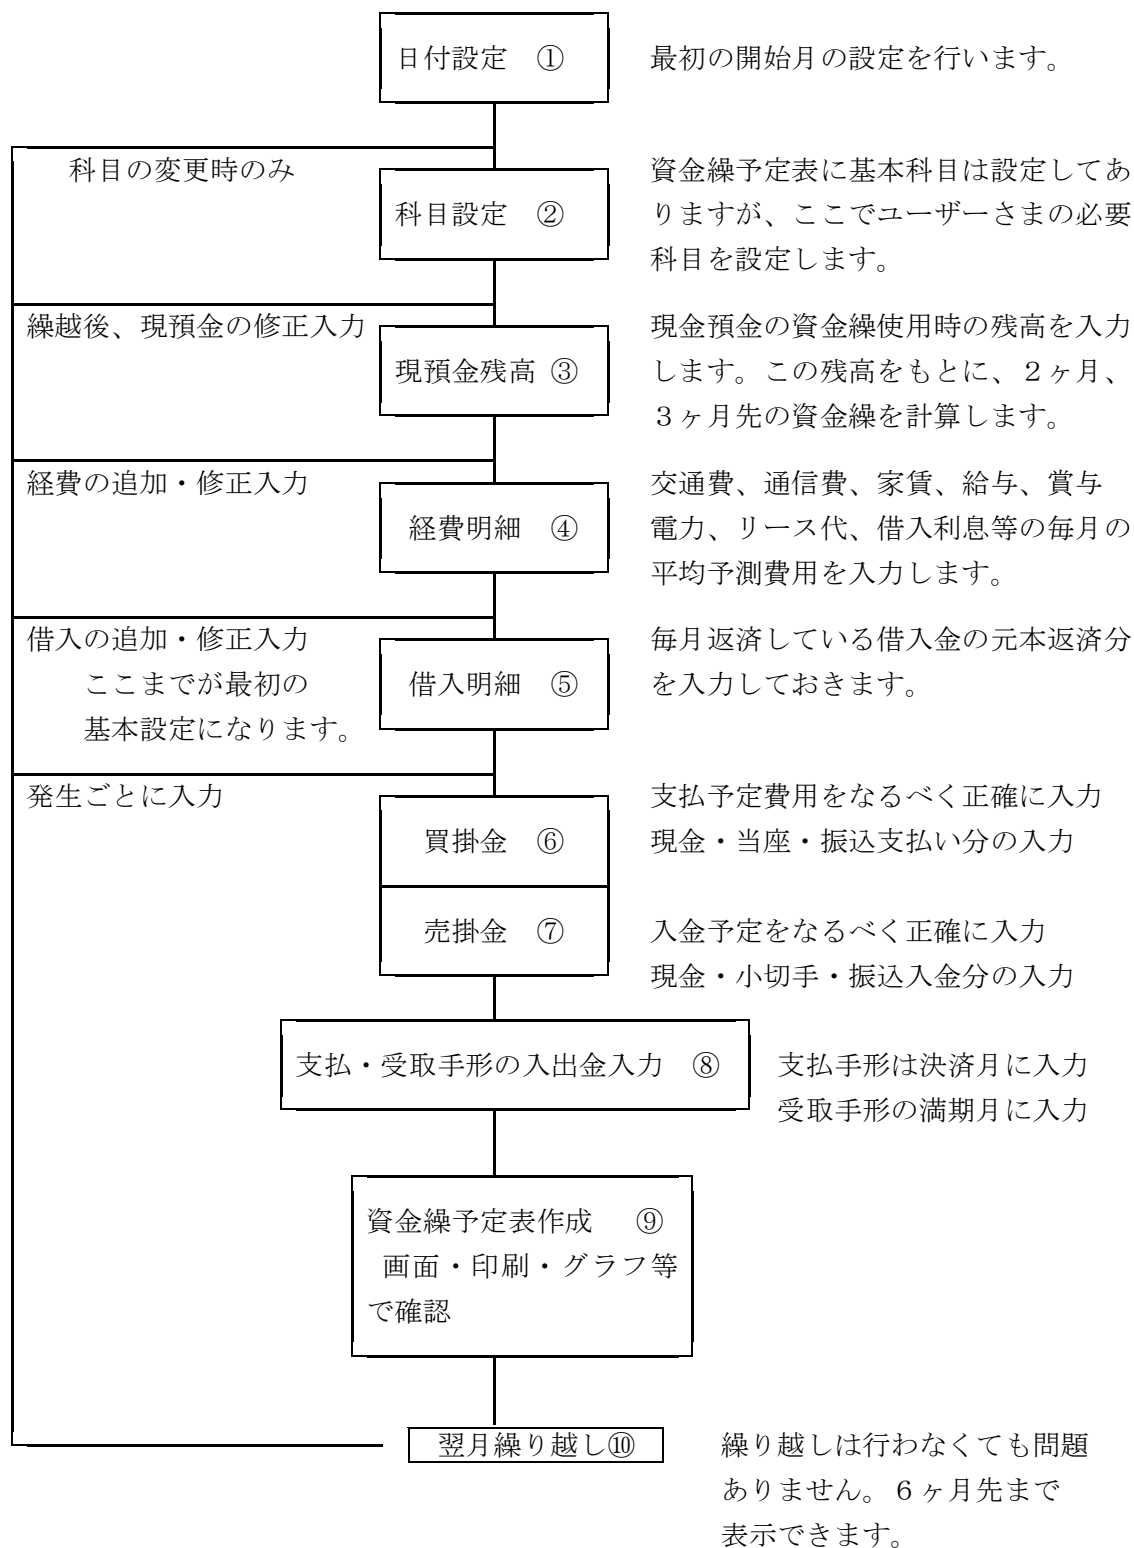 日付設定　①
最初の開始月の設定を行います。
科目の変更時のみ
科目設定　②
資金繰予定表に基本科目は設定してあ
りますが、ここでユーザーさまの必要
科目を設定します。
繰越後、現預金の修正入力
現預金残高 ③
現金預金の資金繰使用時の残高を入力
します。この残高をもとに、２ヶ月、
３ヶ月先の資金繰を計算します。
経費の追加・修正入力
経費明細　④
交通費、通信費、家賃、給与、賞与
電力、リース代、借入利息等の毎月の
平均予測費用を入力します。
借入の追加・修正入力
ここまでが最初の
基本設定になります。
借入明細　⑤
毎月返済している借入金の元本返済分
を入力しておきます。
発生ごとに入力
買掛金　⑥
支払予定費用をなるべく正確に入力
現金・当座・振込支払い分の入力
売掛金　⑦
入金予定をなるべく正確に入力
現金・小切手・振込入金分の入力
支払・受取手形の入出金入力　⑧
支払手形は決済月に入力
受取手形の満期月に入力
資金繰予定表作成　⑨
画面・印刷・グラフ等
で確認
翌月繰り越し⑩
繰り越しは行わなくても問題
ありません。６ヶ月先まで
表示できます。